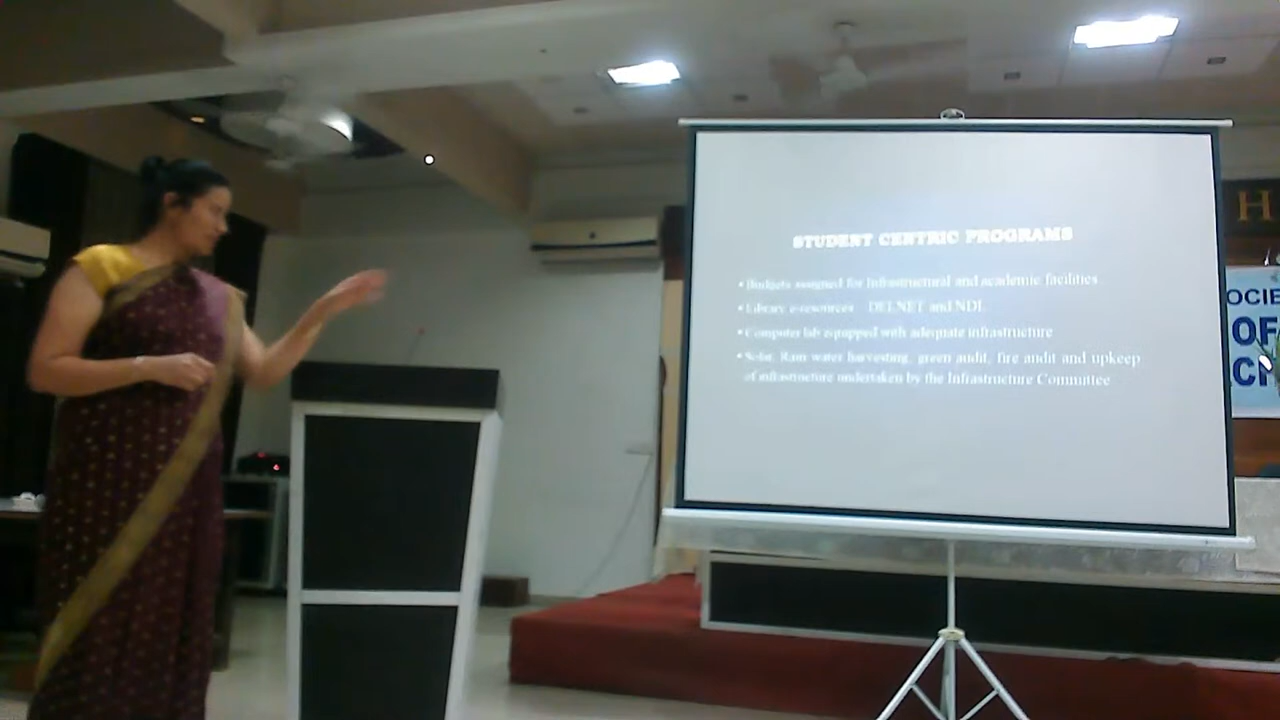 STUDENT CENTRIC PROGRAMS
• Budgets assigned for Infrastructural and academic facilities
• Library e-resources DELNET and NDL
• Computer lab equipped with adequate infrastructure
• Solar, Rain water harvesting, green audit, fire audit and upkeep
of infrastructure undertaken by the Infrastructure Committee
H
OCIE
OF